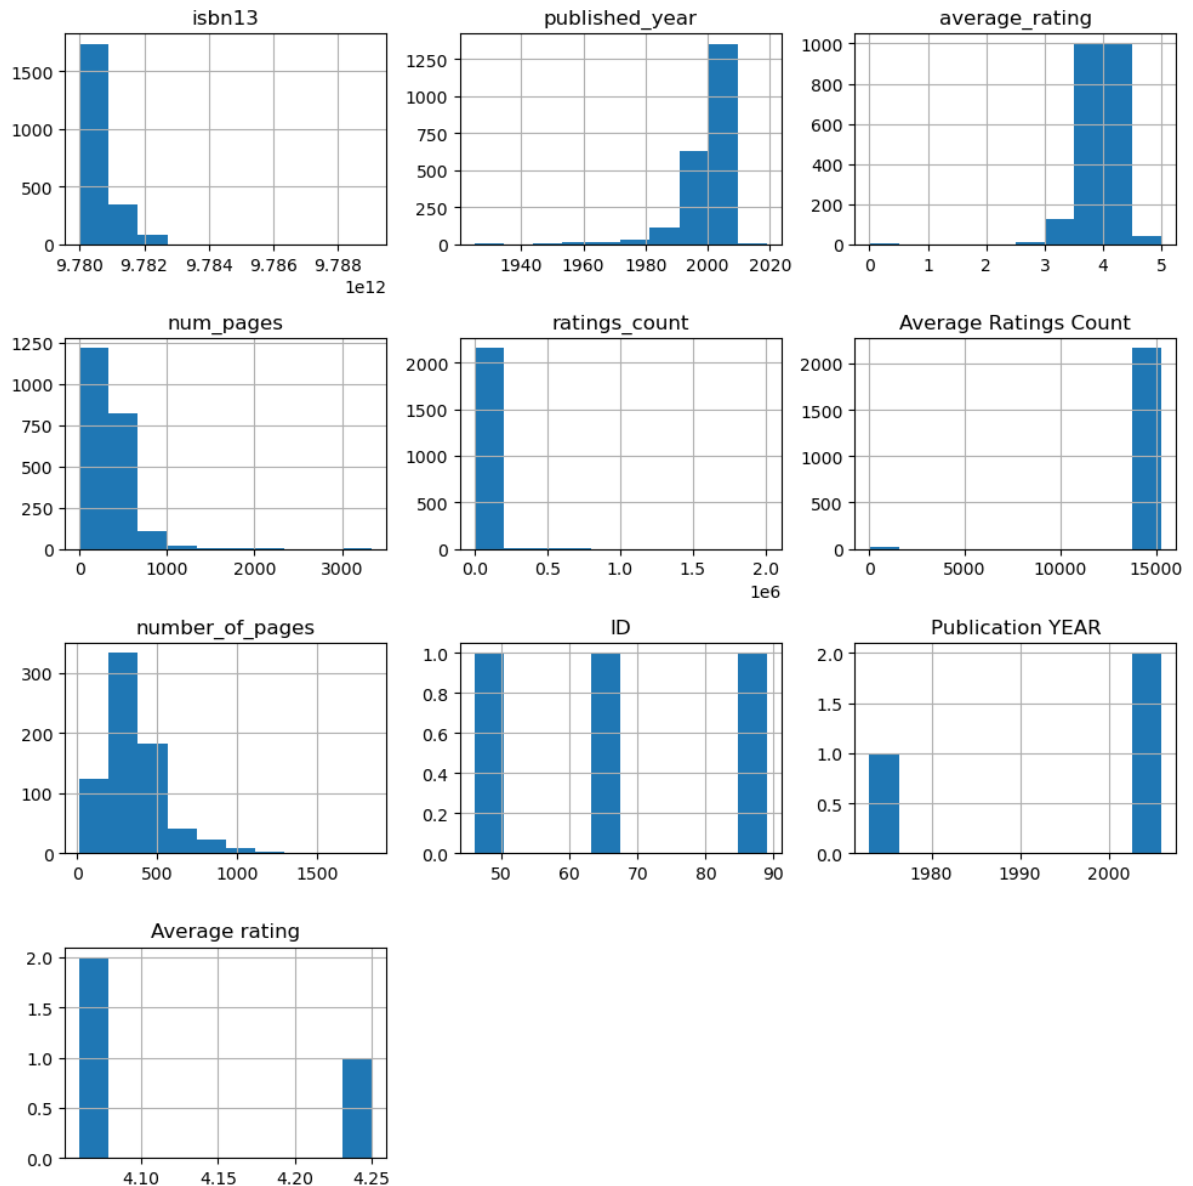 isbn13
published_year
average_rating
1500
1000
500
0
9.780 9.782 9.784 9.786 9.788
1e12
1250
1000
750
500
250
0
1940 1960 1980 2000 2020
1000
800
600
400
200
0
0 1 2 3 4 5
num_pages
ratings_count
Average Ratings Count
1250
1000
750
500
250
0
0 1000 2000 3000
2000
1500
1000
500
0
0.0 0.5 1.0 1.5 2.0
1e6
2000
1500
1000
500
0
0 5000 10000 15000
number_of_pages
ID
Publication YEAR
300
200
100
0
0 500 1000 1500
1.0
0.8
0.6
0.4
0.2
0.0
50 60 70 80 90
2.0
1.5
1.0
0.5
0.0
1980 1990 2000
Average rating
2.0
1.5
1.0
0.5
0.0
4.10 4.15 4.20 4.25